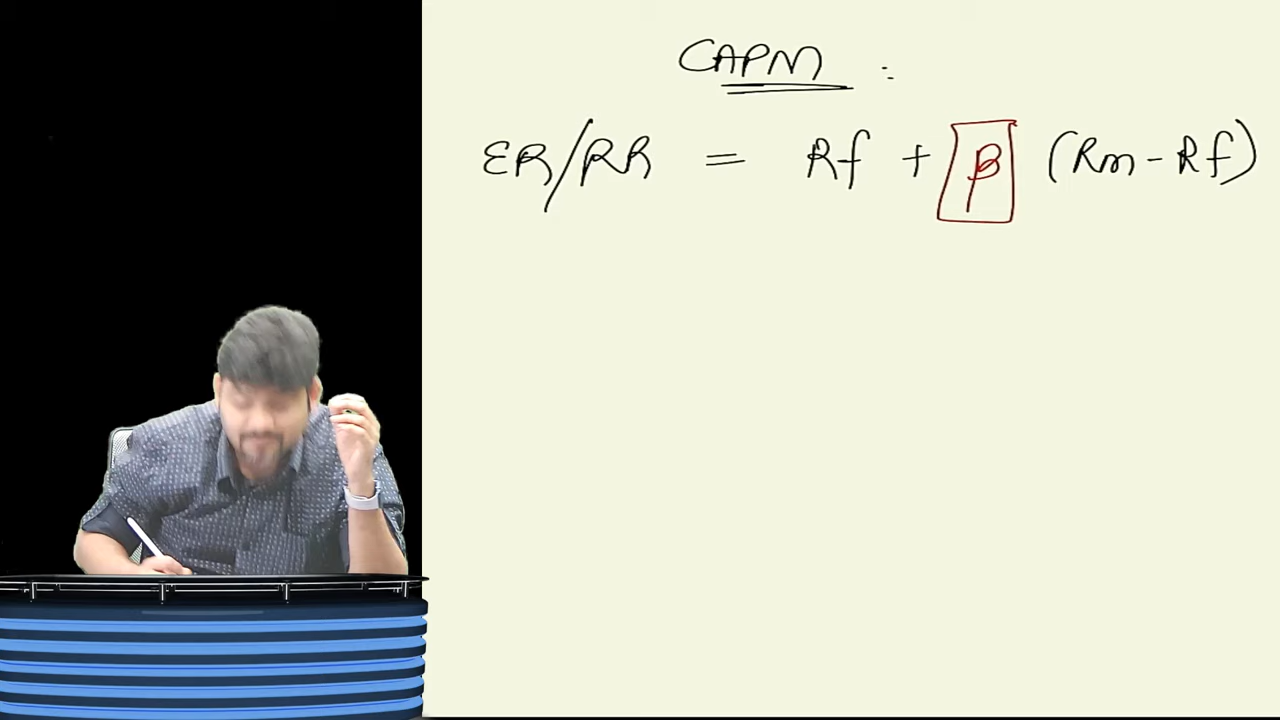 CAPM :
ER/RR = Rf + β (Rm - Rf)